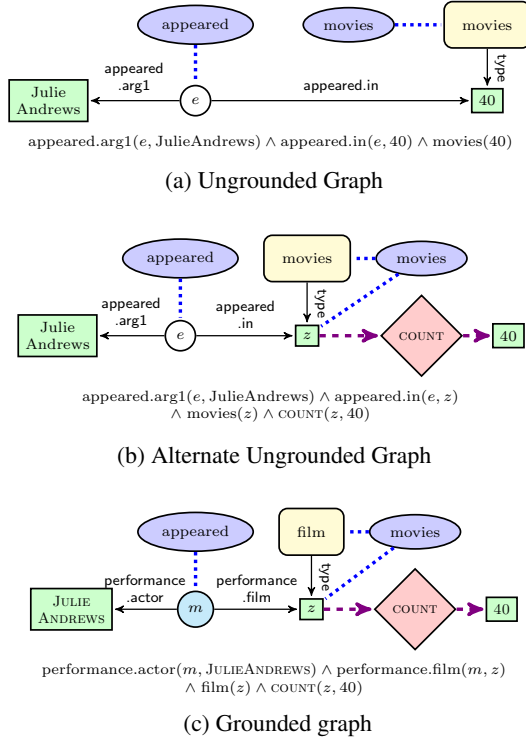 appeared
movies
movies
appeared
.arg1
appeared.in
type
Julie
Andrews
e
40
appeared.arg1(e, JulieAndrews) ∧ appeared.in(e, 40) ∧ movies(40)
(a) Ungrounded Graph
appeared
movies
movies
appeared
.arg1
appeared
.in
type
Julie
Andrews
e
z
COUNT
40
appeared.arg1(e, JulieAndrews) ∧ appeared.in(e, z)
∧ movies(z) ∧ COUNT(z, 40)
(b) Alternate Ungrounded Graph
appeared
film
movies
performance
.actor
performance
.film
type
JULIE
ANDREWS
m
z
COUNT
40
performance.actor(m, JULIEANDREWS) ∧ performance.film(m, z)
∧ film(z) ∧ COUNT(z, 40)
(c) Grounded graph